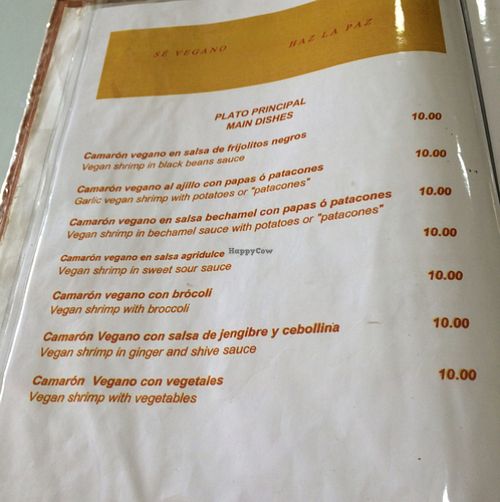 SÉ VEGANO HAZ LA PAZ
PLATO PRINCIPAL
MAIN DISHES
Camarón vegano en salsa de frijolitos negros 10.00
Vegan shrimp in black beans sauce
Camarón vegano al ajillo con papas ó patacones 10.00
Garlic vegan shrimp with potatoes or "patacones"
Camarón vegano en salsa bechamel con papas ó patacones 10.00
Vegan shrimp in bechamel sauce with potatoes or "patacones"
Camarón vegano en salsa agridulce 10.00
Vegan shrimp in sweet sour sauce
HappyCow
Camarón vegano con brócoli 10.00
Vegan shrimp with broccoli
Camarón Vegano con salsa de jengibre y cebollina 10.00
Vegan shrimp in ginger and shive sauce
Camarón Vegano con vegetales 10.00
Vegan shrimp with vegetables